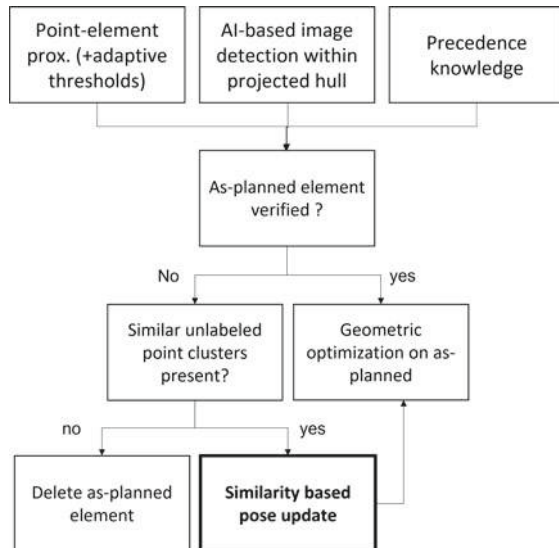 Point-element
prox. (+adaptive
thresholds)
AI-based image
detection within
projected hull
Precedence
knowledge
As-planned element
verified ?
No
yes
Similar unlabeled
point clusters
present?
Geometric
optimization on as-
planned
no
yes
Delete as-planned
element
Similarity based
pose update